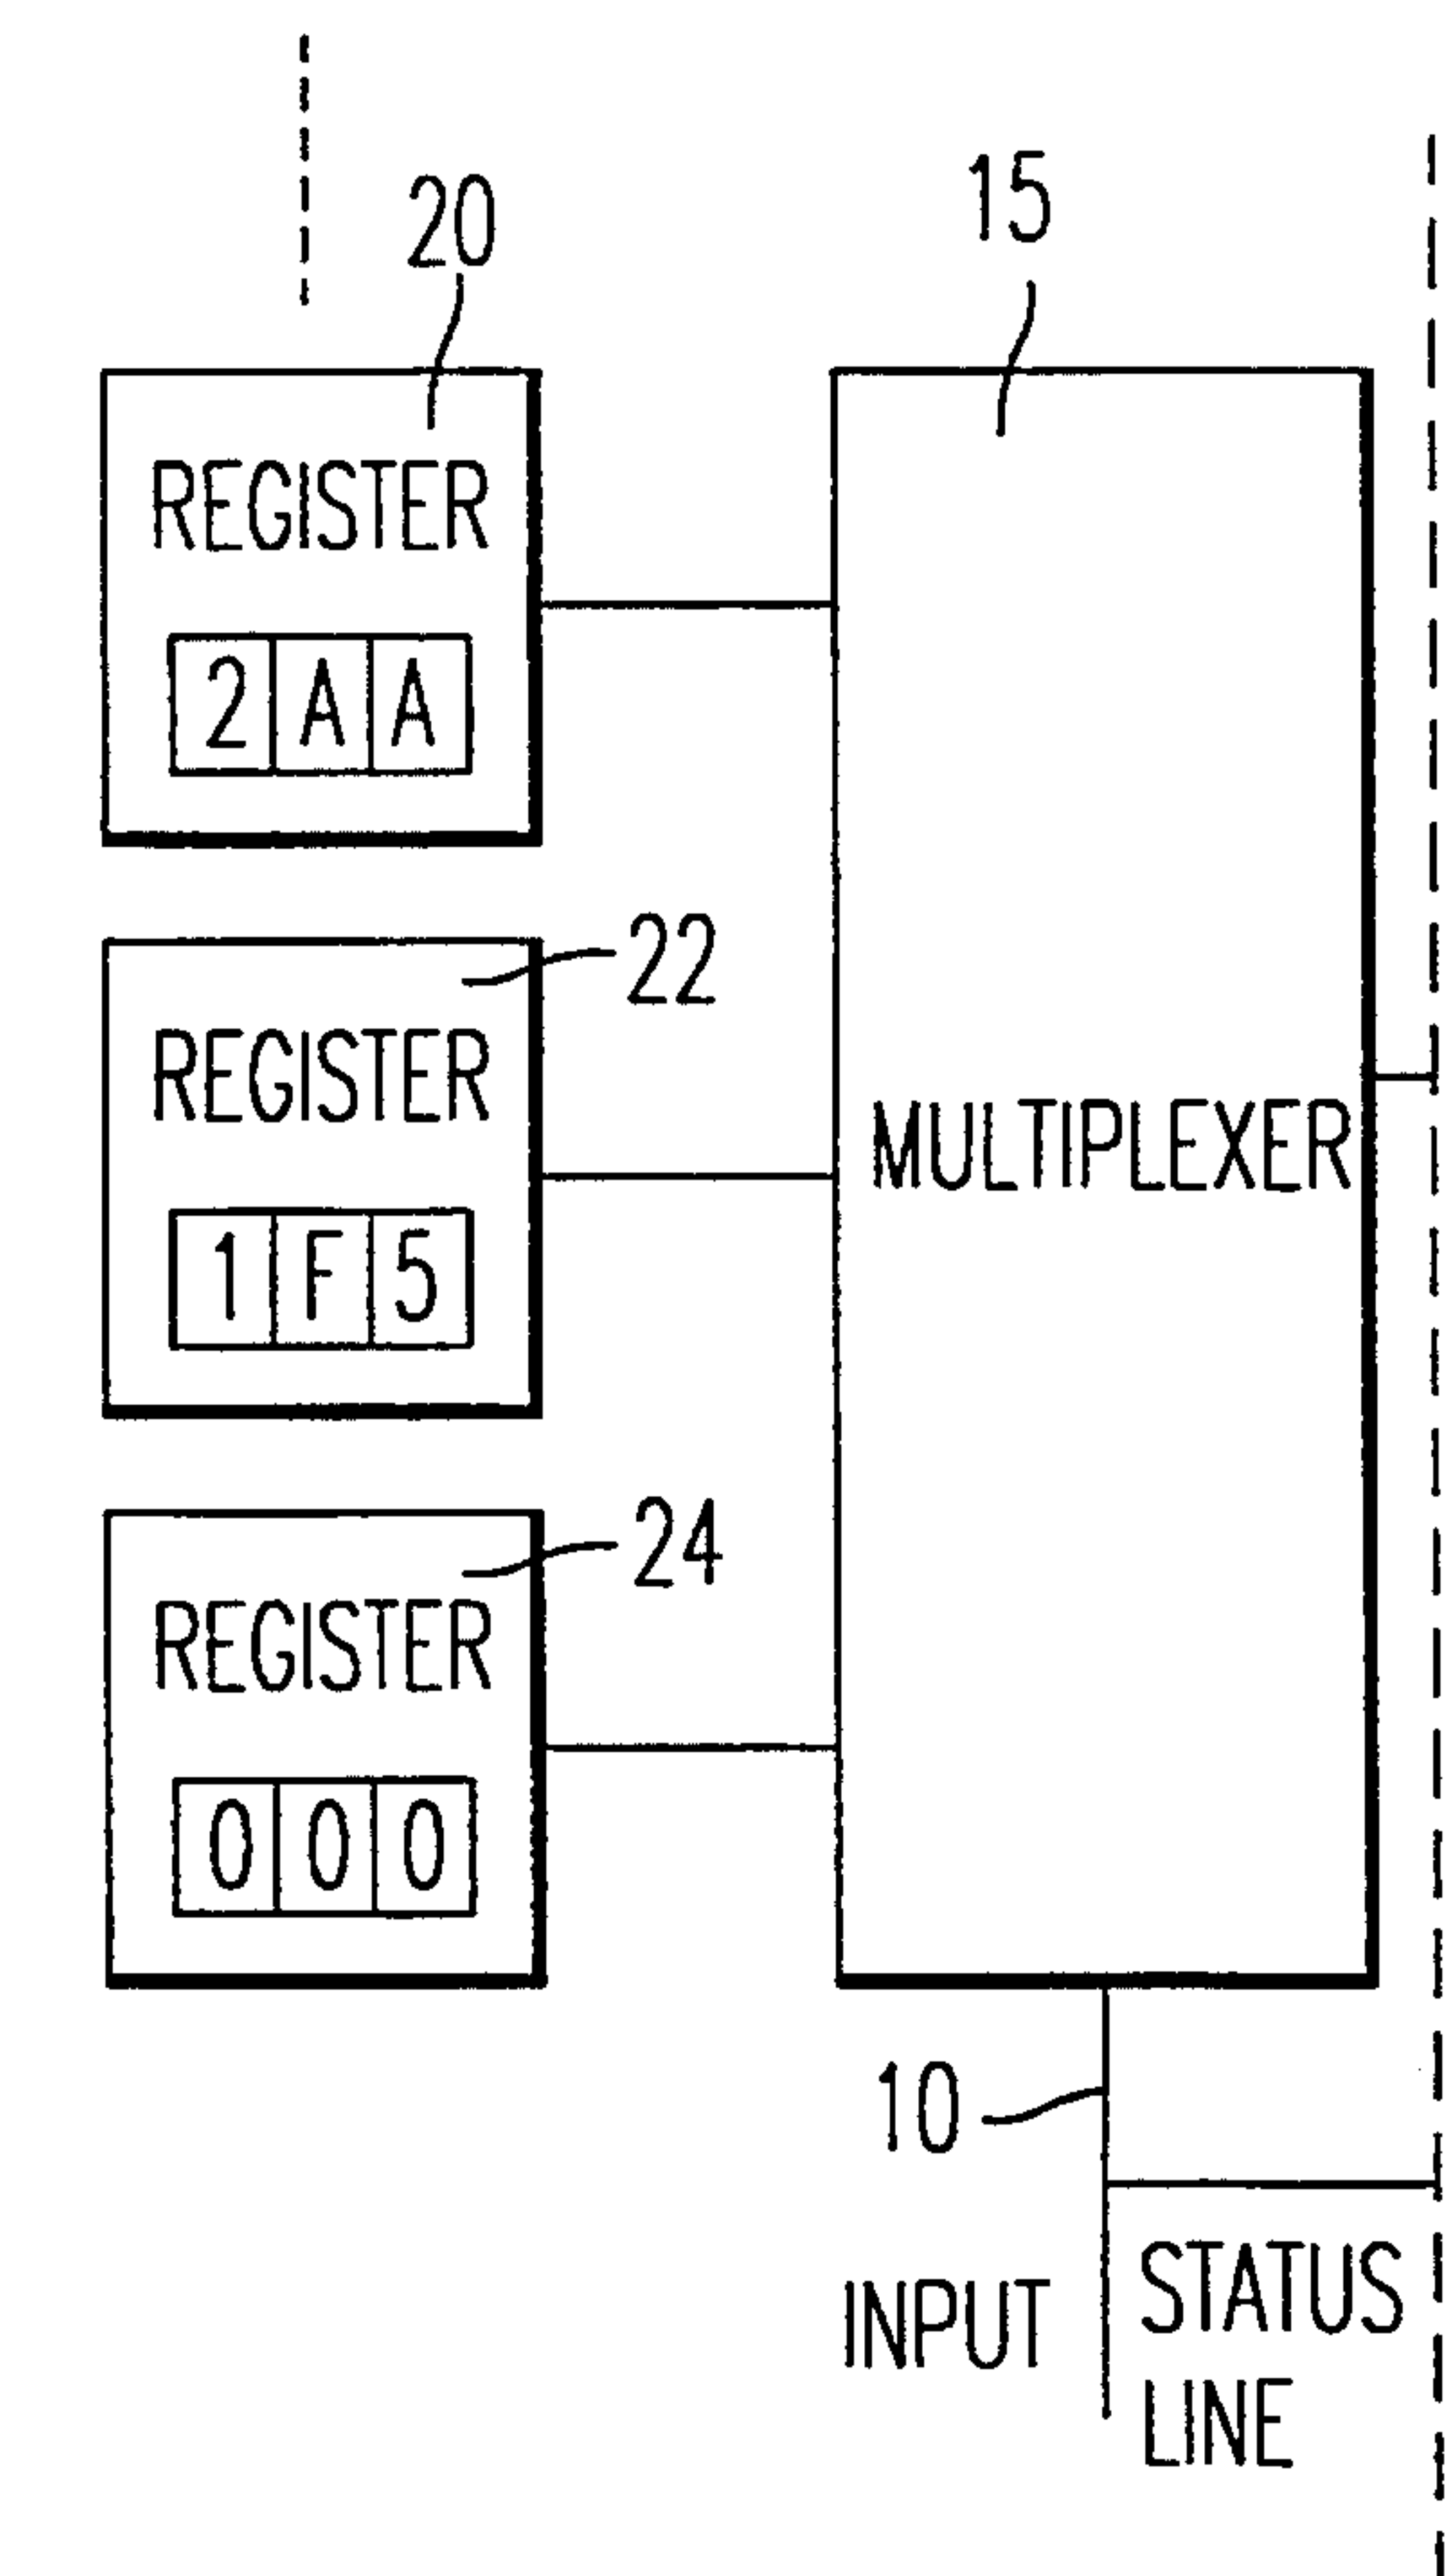 20
15
REGISTER
2 A A
22
REGISTER
1 F 5
MULTIPLEXER
24
REGISTER
0 0 0
10
INPUT
STATUS
LINE